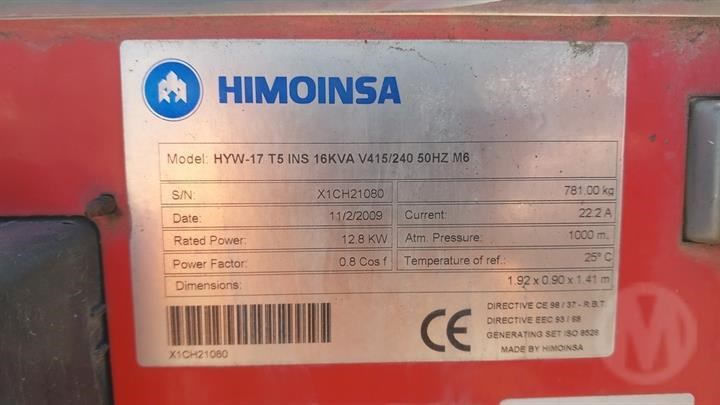 HIMOINSA
Model: HYW-17 T5 INS 16KVA V415/240 50HZ M6
S/N: X1CH21080 781.00 kg
Date: 11/2/2009 Current: 22.2 A
Rated Power: 12.8 KW Atm. Pressure: 1000 m.
Power Factor: 0.8 Cos f Temperature of ref.: 25º C
Dimensions: 1.92 x 0.90 x 1.41 m
DIRECTIVE CE 98 / 37 - R.B.T.
DIRECTIVE EEC 93 / 68
GENERATING SET ISO 8528
MADE BY HIMOINSA
CE
X1CH21080
M